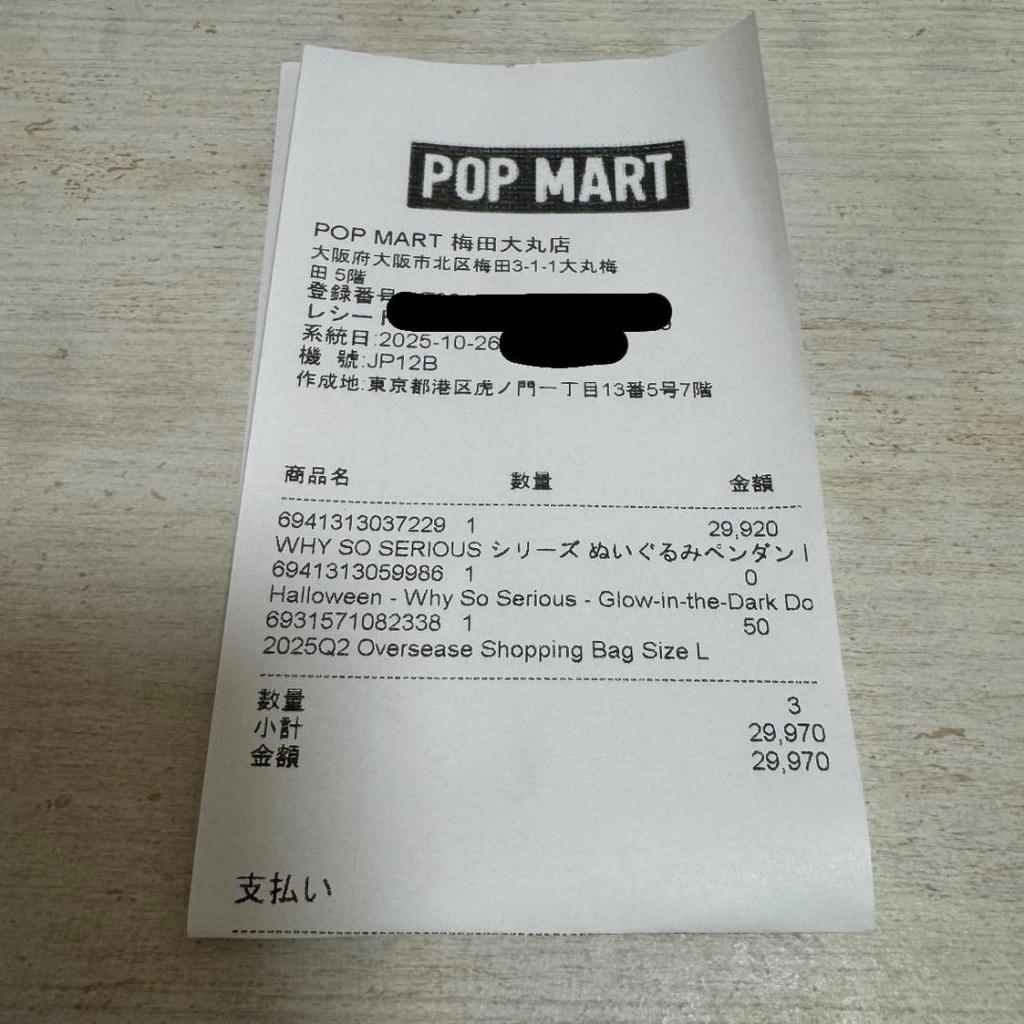 POP MART
POP MART 梅田大丸店
大阪府大阪市北区梅田3-1-1大丸梅
田 5階
登録番号
レシー
系統日:2025-10-26
機 號:JP12B
作成地:東京都港区虎ノ門一丁目13番5号7階
商品名 数量 金額
6941313037229 1 29,920
WHY SO SERIOUS シリーズ ぬいぐるみペンダン
6941313059986 1 0
Halloween - Why So Serious - Glow-in-the-Dark Do
6931571082338 1 50
2025Q2 Oversease Shopping Bag Size L
数量 3
小計 29,970
金額 29,970
支払い